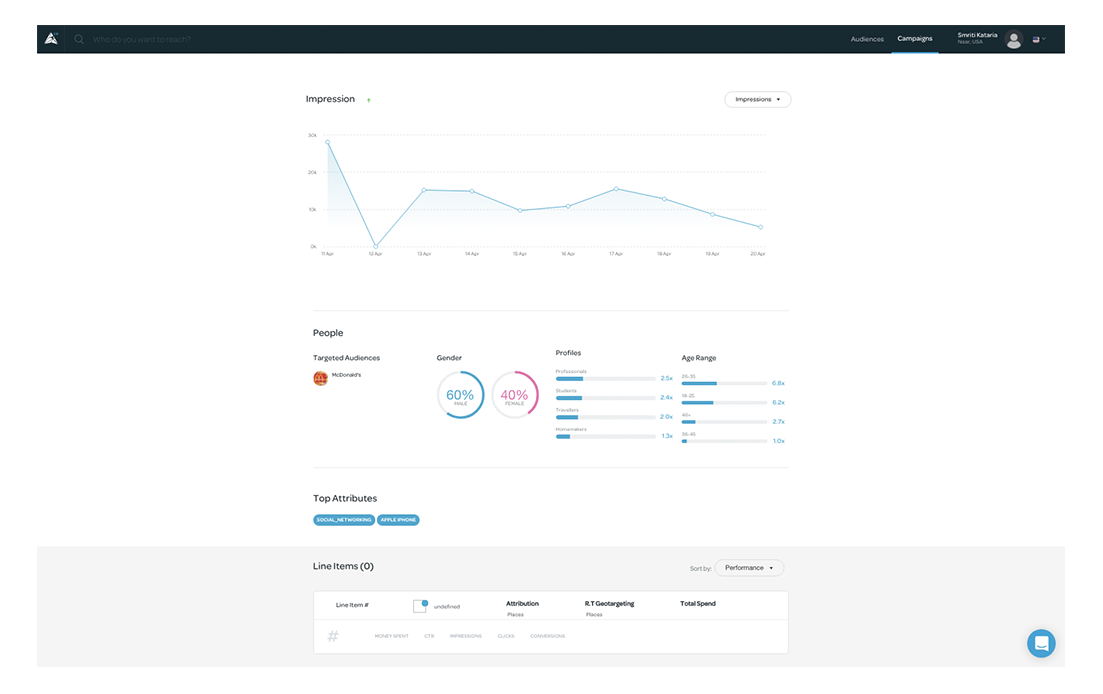 Who do you want to reach?
Audiences
Campaigns
Smriti Kataria
Near, USA
Impression
Impressions
30k
20k
10k
0k
11 Apr
12 Apr
13 Apr
14 Apr
15 Apr
16 Apr
17 Apr
18 Apr
19 Apr
20 Apr
People
Targeted Audiences
McDonald's
Gender
60%
MALE
40%
FEMALE
Profiles
Professionals
2.5x
Students
2.4x
Travellers
2.0x
Homemakers
1.3x
Age Range
26-35
6.8x
18-25
6.2x
45+
2.7x
36-45
1.0x
Top Attributes
SOCIAL_NETWORKING
APPLE IPHONE
Line Items (0)
Sort by:
Performance
Line Item #
undefined
Attribution
Places
R.T Geotargeting
Places
Total Spend
#
MONEY SPENT
CTR
IMPRESSIONS
CLICKS
CONVERSIONS